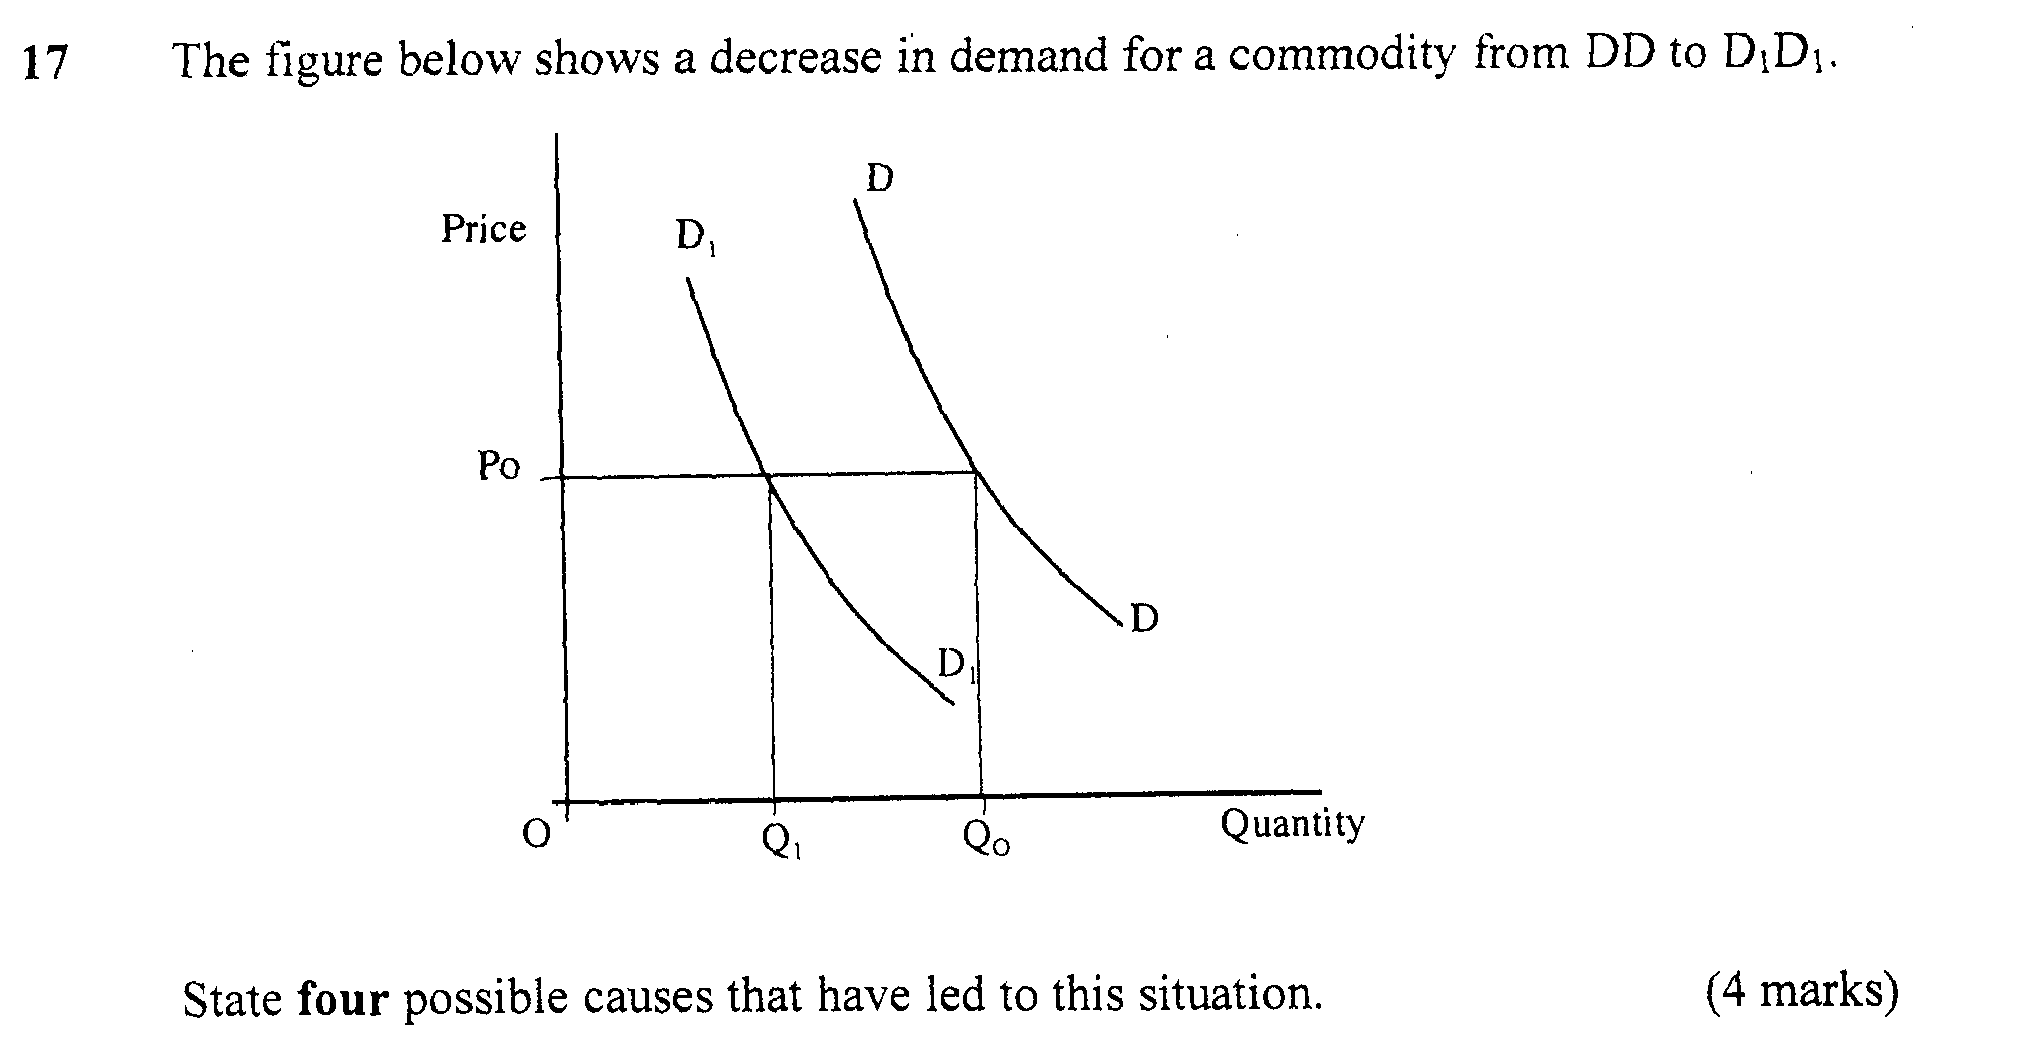 17 The figure below shows a decrease in demand for a commodity from DD to D₁D₁.
D
Price
D₁
Po
D
D₁
O
Q₁
Qo
Quantity
State four possible causes that have led to this situation. (4 marks)